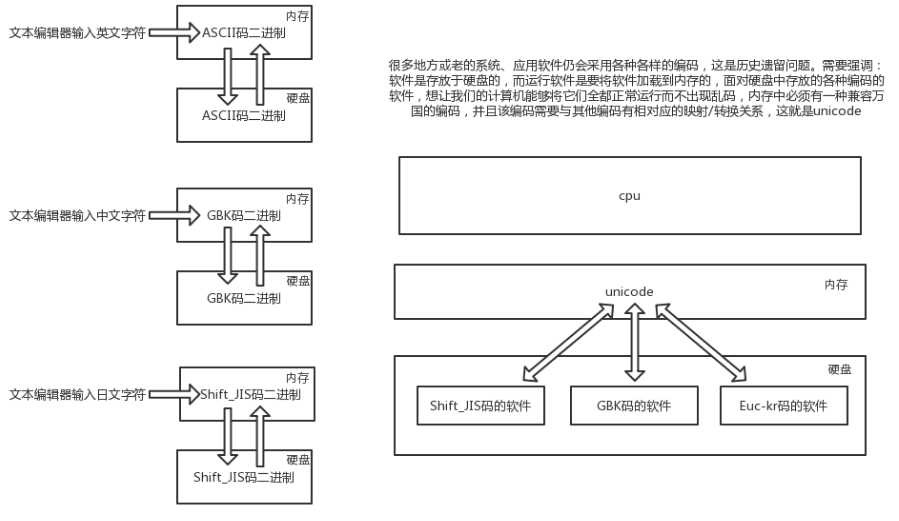 文本编辑器输入英文字符
内存
ASCII码二进制
硬盘
ASCII码二进制
文本编辑器输入中文字符
内存
GBK码二进制
硬盘
GBK码二进制
文本编辑器输入日文字符
内存
Shift_JIS码二进制
硬盘
Shift_JIS码二进制
很多地方或老的系统、应用软件仍会采用各种各样的编码，这是历史遗留问题。需要强调：
软件是存放于硬盘的，而运行软件是要将软件加载到内存的，面对硬盘中存放的各种编码的
软件，想让我们的计算机能够将它们全都正常运行而不出现乱码，内存中必须有一种兼容万
国的编码，并且该编码需要与其他编码有相对应的映射/转换关系，这就是unicode
cpu
内存
unicode
硬盘
Shift_JIS码的软件
GBK码的软件
Euc-kr码的软件